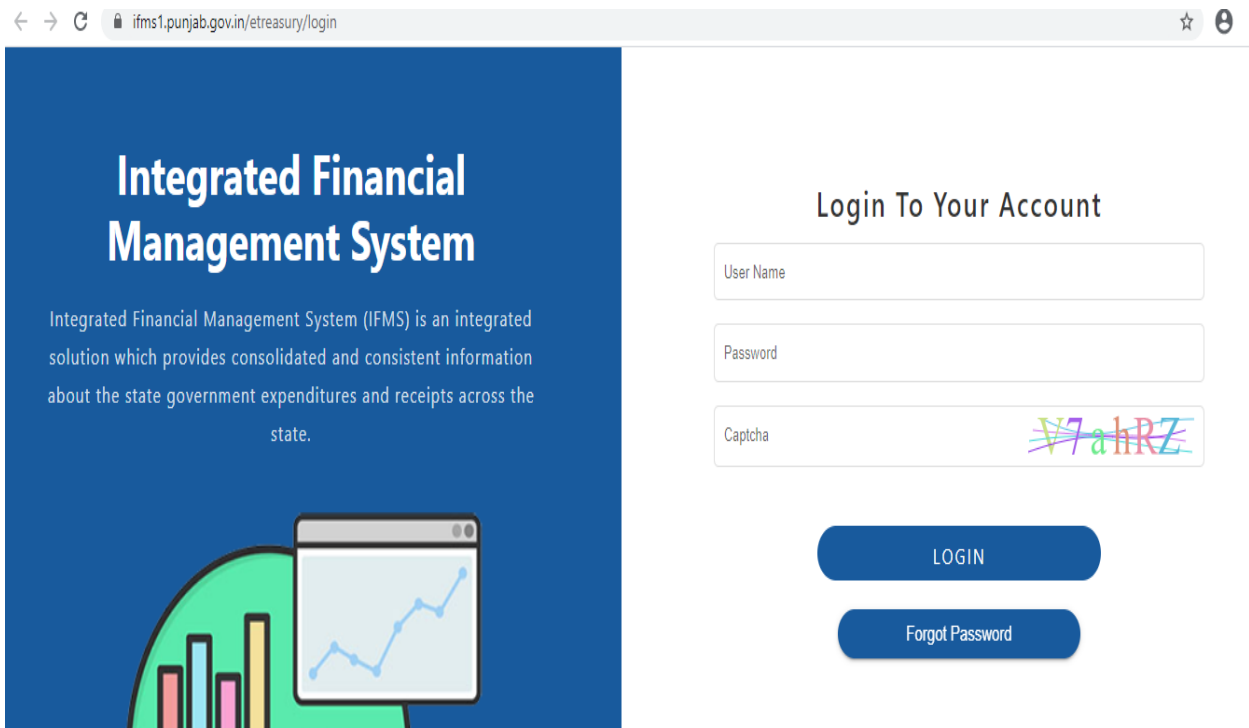 ifms1.punjab.gov.in/etreasury/login
Integrated Financial
Management System
Integrated Financial Management System (IFMS) is an integrated
solution which provides consolidated and consistent information
about the state government expenditures and receipts across the
state.
Login To Your Account
User Name
Password
Captcha V7ahRZ
LOGIN
Forgot Password